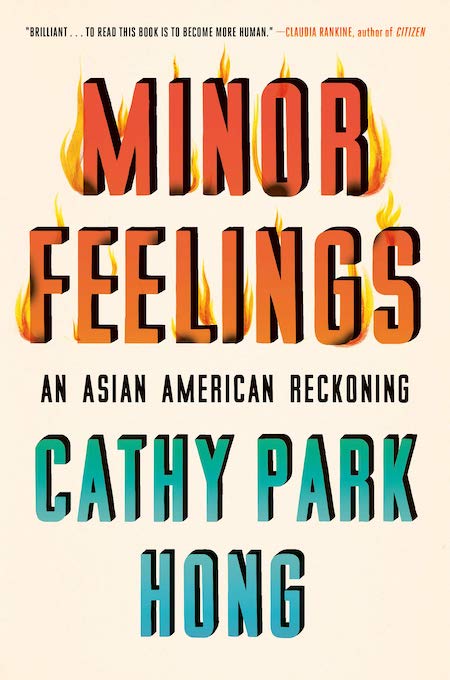 "BRILLIANT . . . TO READ THIS BOOK IS TO BECOME MORE HUMAN." —CLAUDIA RANKINE, author of CITIZEN
MINOR
FEELINGS
AN ASIAN AMERICAN RECKONING
CATHY PARK
HONG